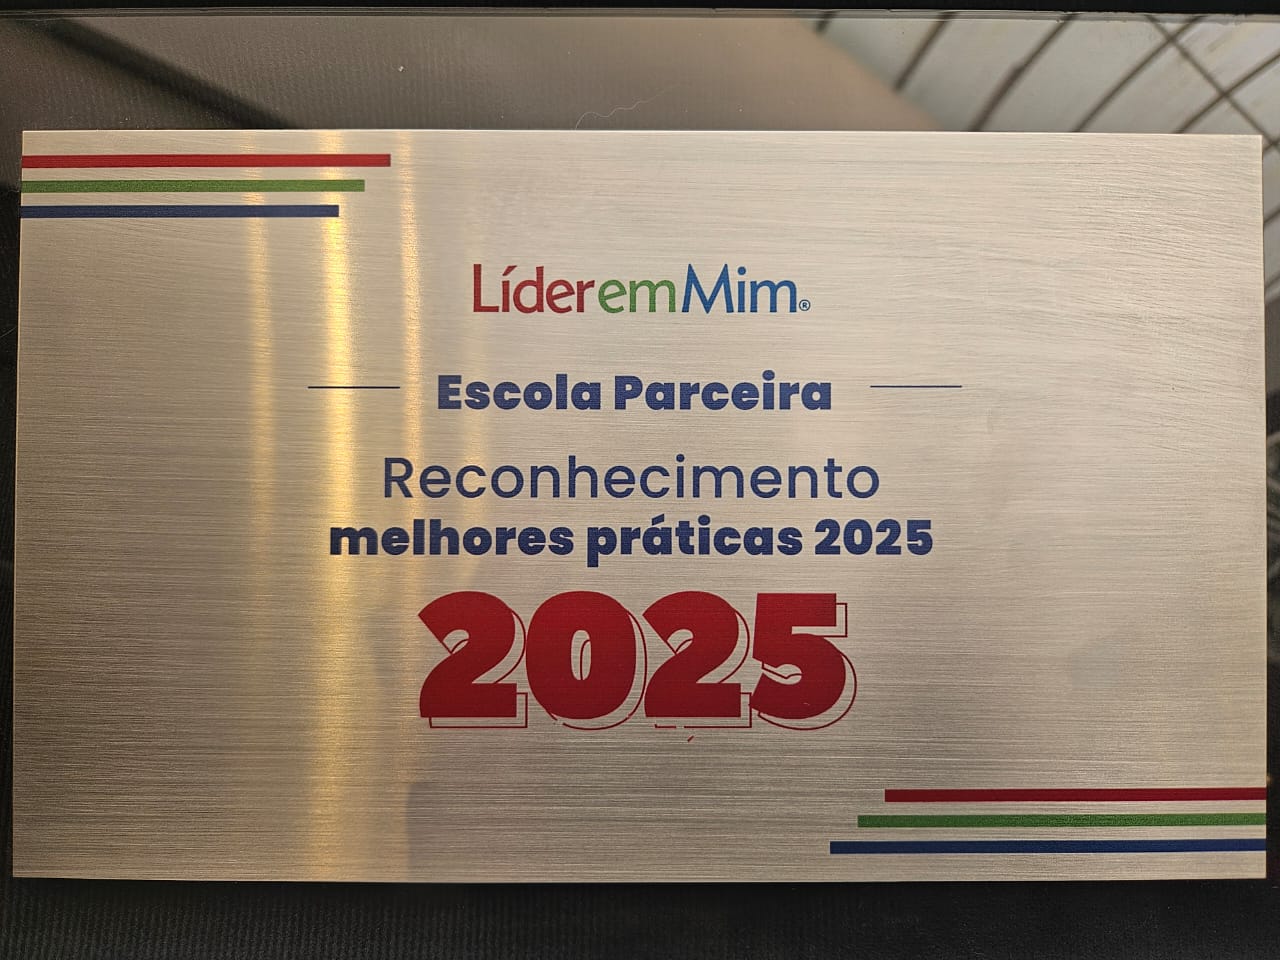 LíderemMim®
Escola Parceira
Reconhecimento
melhores práticas 2025
2025